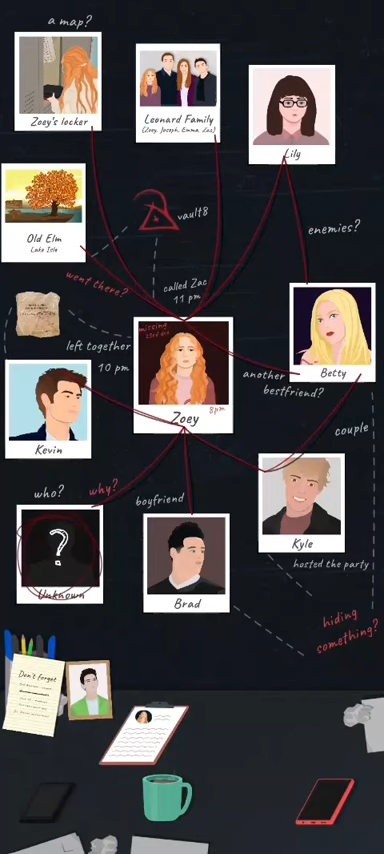 a map?
Zoey's locker
Leonard Family
(Zoey, Joseph, Emma, Zac)
Lily
vault8
enemies?
Old Elm
Lake Isle
went there?
called Zac
11 pm
missing
left together
10 pm
another
bestfriend?
Betty
8pm
Zoey
Kevin
couple
who?
why?
boyfriend
Kyle
hosted the party
Unknown
Brad
hiding
something?
Don't forget